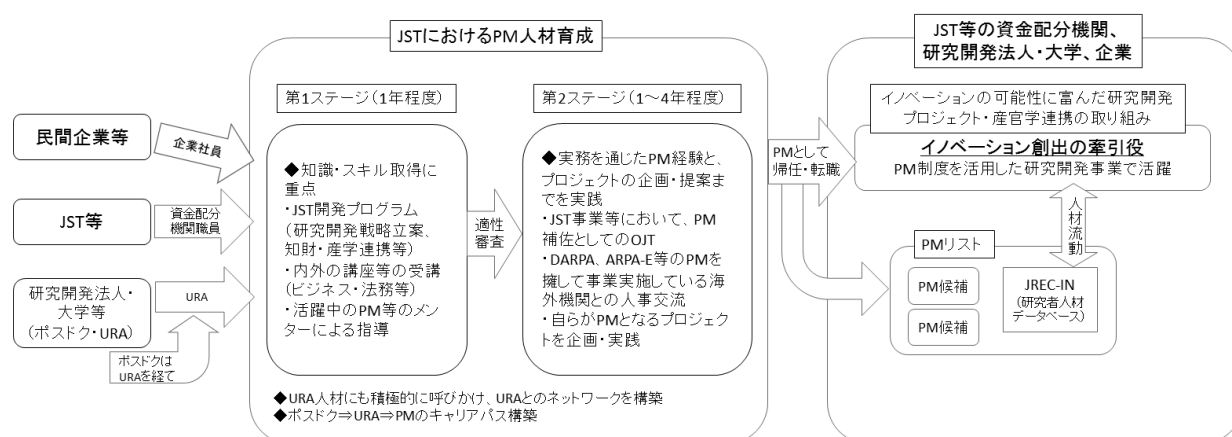 民間企業等
JST等
研究開発法人・
大学等
(ポスドク・URA)
企業社員
資金配分
機関職員
URA
ポスドクは
URAを経て
JSTにおけるPM人材育成
第1ステージ(1年程度)
◆知識・スキル取得に
重点
・JST開発プログラム
(研究開発戦略立案、
知財・産学連携等)
・内外の講座等の受講
(ビジネス・法務等)
・活躍中のPM等のメン
ターによる指導
適性
審査
第2ステージ(1～4年程度)
◆実務を通じたPM経験と、
プロジェクトの企画・提案ま
でを実践
・JST事業等において、PM
補佐としてのOJT
・DARPA、ARPA-E等のPMを
擁して事業実施している海
外機関との人事交流
・自らがPMとなるプロジェク
トを企画・実践
◆URA人材にも積極的に呼びかけ、URAとのネットワークを構築
◆ポスドク⇒URA⇒PMのキャリアパス構築
PMとして
帰任・転職
JST等の資金配分機関、
研究開発法人・大学、企業
イノベーションの可能性に富んだ研究開発
プロジェクト・産官学連携の取り組み
イノベーション創出の牽引役
PM制度を活用した研究開発事業で活躍
人材流動
PMリスト
PM候補
PM候補
JREC-IN
(研究者人材
データベース)